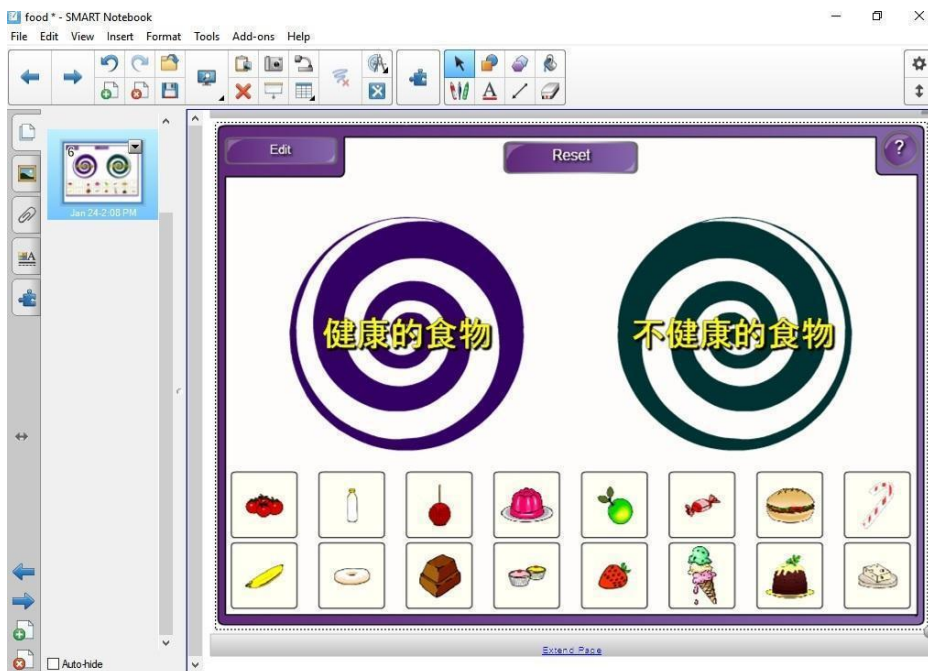 food * - SMART Notebook
File Edit View Insert Format Tools Add-ons Help
Edit
Reset
?
6
Jan 24-2:08 PM
健康的食物
不健康的食物
Extend Page
Auto-hide